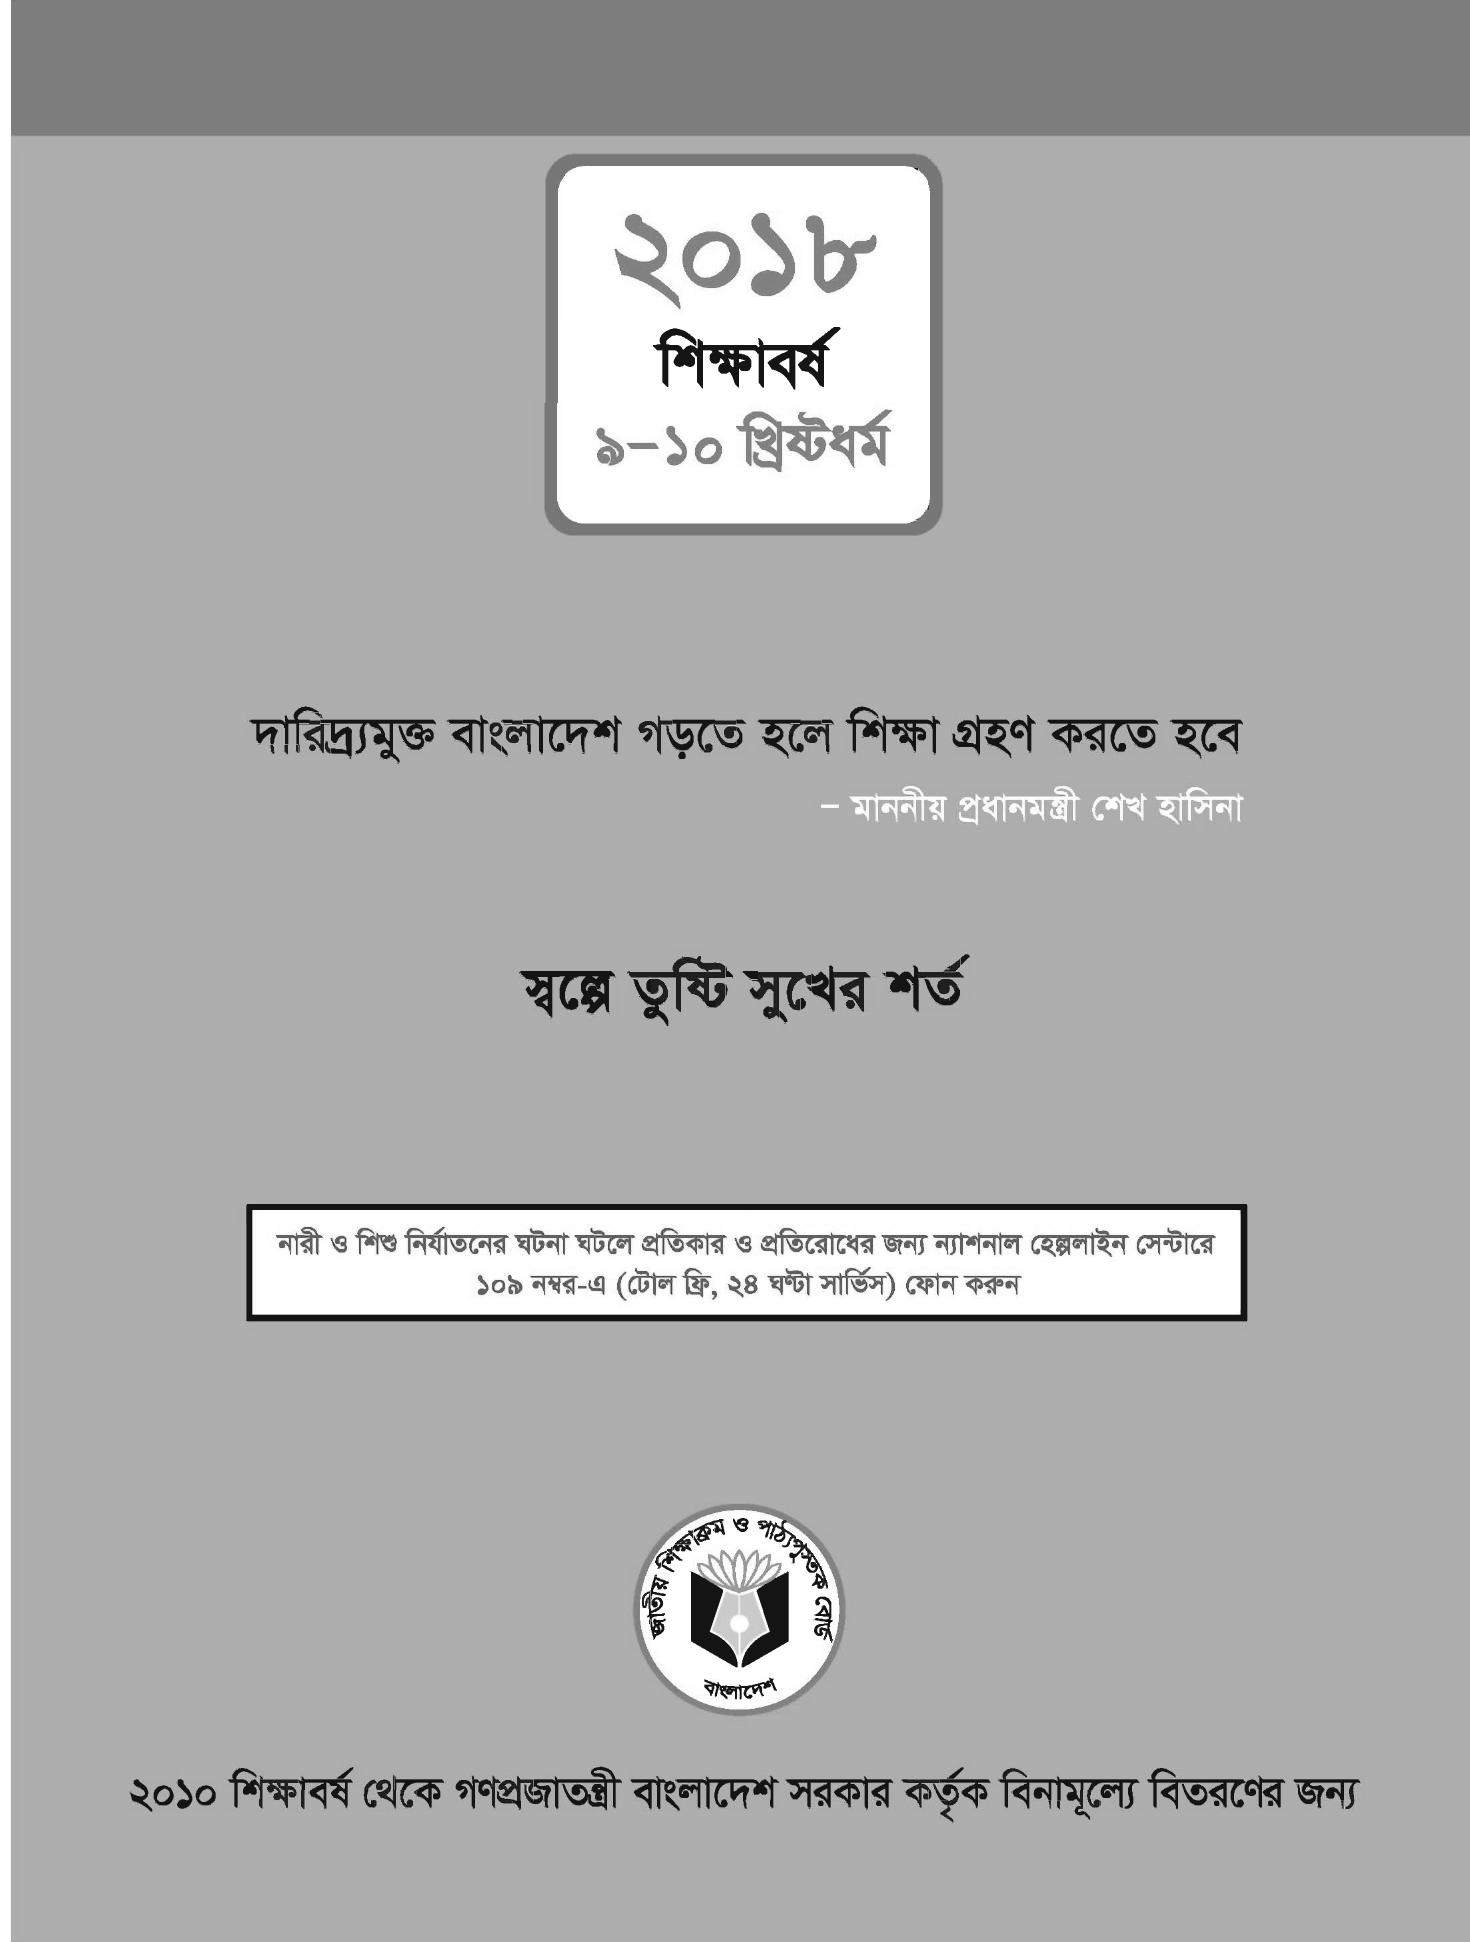 ২০১৮
শিক্ষাবর্ষ
৯–১০ খ্রিষ্টধর্ম
দারিদ্র্যমুক্ত বাংলাদেশ গড়তে হলে শিক্ষা গ্রহণ করতে হবে
– মাননীয় প্রধানমন্ত্রী শেখ হাসিনা
স্বল্পে তুষ্টি সুখের শর্ত
নারী ও শিশু নির্যাতনের ঘটনা ঘটলে প্রতিকার ও প্রতিরোধের জন্য ন্যাশনাল হেল্পলাইন সেন্টারে
১০৯ নম্বর-এ (টোল ফ্রি, ২৪ ঘণ্টা সার্ভিস) ফোন করুন
জাতীয় শিক্ষাক্রম ও পাঠ্যপুস্তক বোর্ড
বাংলাদেশ
২০১০ শিক্ষাবর্ষ থেকে গণপ্রজাতন্ত্রী বাংলাদেশ সরকার কর্তৃক বিনামূল্যে বিতরণের জন্য